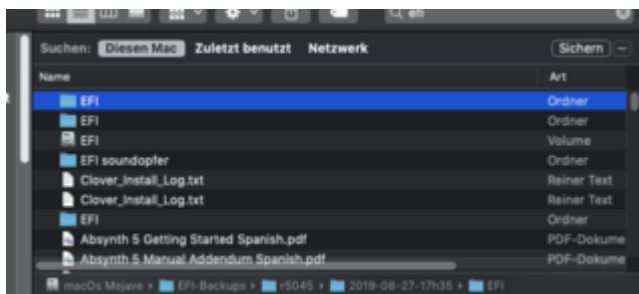 Suchen: Diesen Mac Zuletzt benutzt Netzwerk Sichern
Name Art
EFI Ordner
EFI Ordner
EFI Volume
EFI soundopfer Ordner
Clover_Install_Log.txt Reiner Text
Clover_Install_Log.txt Reiner Text
EFI Ordner
Absynth 5 Getting Started Spanish.pdf PDF-Dokume
Absynth 5 Manual Addendum Spanish.pdf PDF-Dokume
macOs Mojave › EFI-Backups › r5045 › 2019-08-27-17h35 › EFI